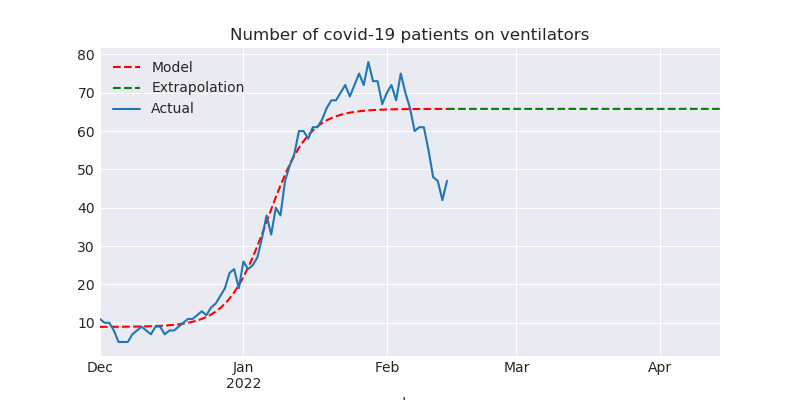 Number of covid-19 patients on ventilators
Model
Extrapolation
Actual
80
70
60
50
40
30
20
10
Dec
Jan
2022
Feb
Mar
Apr